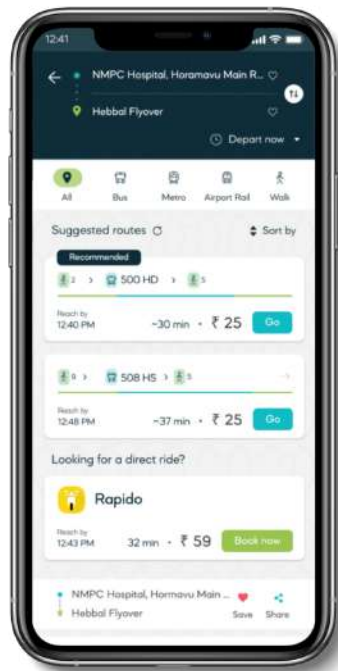 12:41
NMPC Hospital, Horamavu Main R...
Hebbal Flyover
Depart now
All Bus Metro Airport Rail Walk
Suggested routes Sort by
Recommended
2 > 500 HD > 5
Reach by
12:40 PM ~30 min • ₹ 25 Go
508 HS > 5
Reach by
12:48 PM ~37 min • ₹ 25 Go
Looking for a direct ride?
Rapido
Reach by
12:43 PM 32 min • ₹ 59 Book now
NMPC Hospital, Hormavu Main ...
Hebbal Flyover Save Share